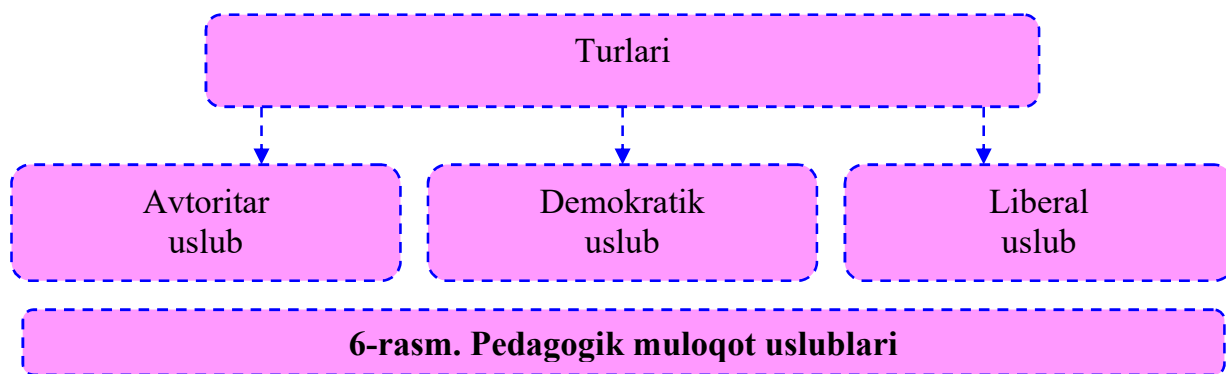 Turlari
Avtoritar
uslub
Demokratik
uslub
Liberal
uslub
6-rasm. Pedagogik muloqot uslublari